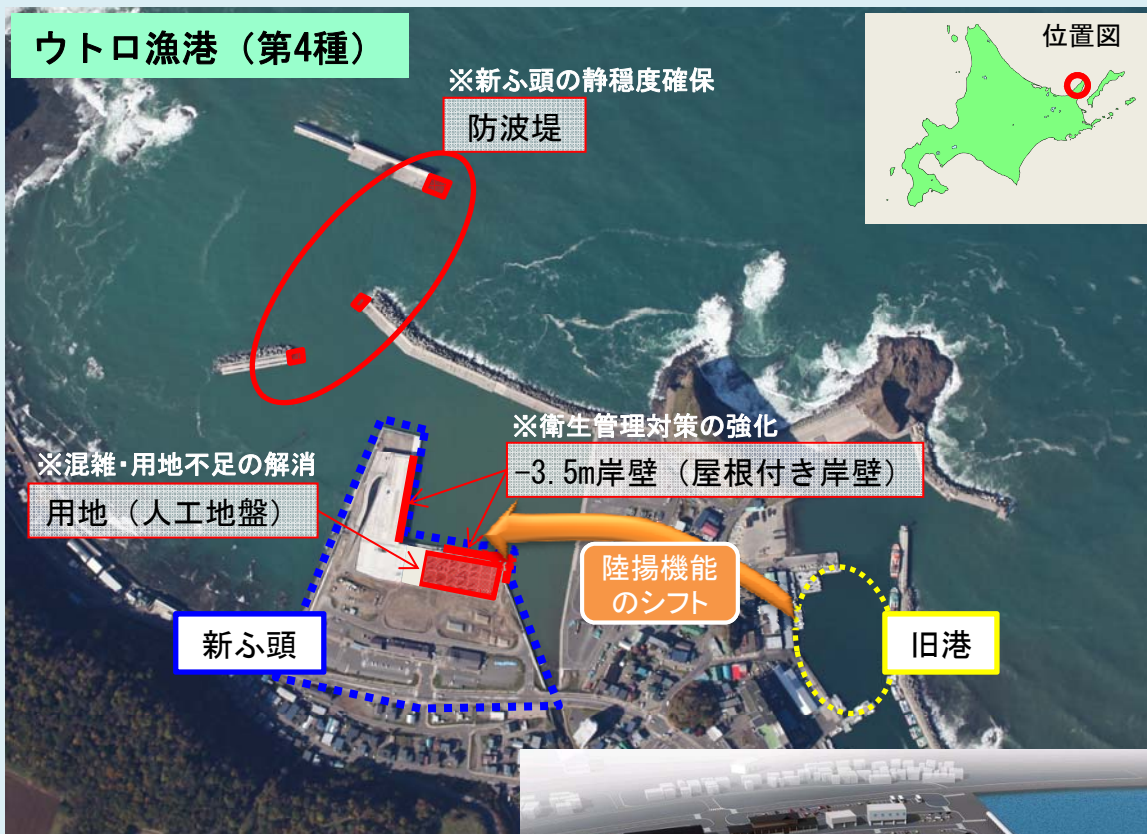 ウトロ漁港（第4種）
位置図
※新ふ頭の静穏度確保
防波堤
※衛生管理対策の強化
-3.5m岸壁（屋根付き岸壁）
※混雑・用地不足の解消
用地（人工地盤）
陸揚機能
のシフト
新ふ頭
旧港